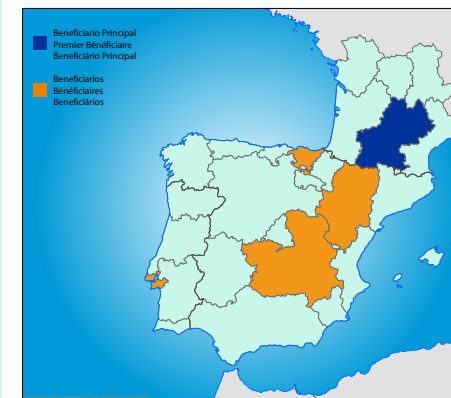 Beneficiario Principal
Premier Bénéficiaire
Beneficiário Principal
Beneficiarios
Bénéficiaires
Beneficiários